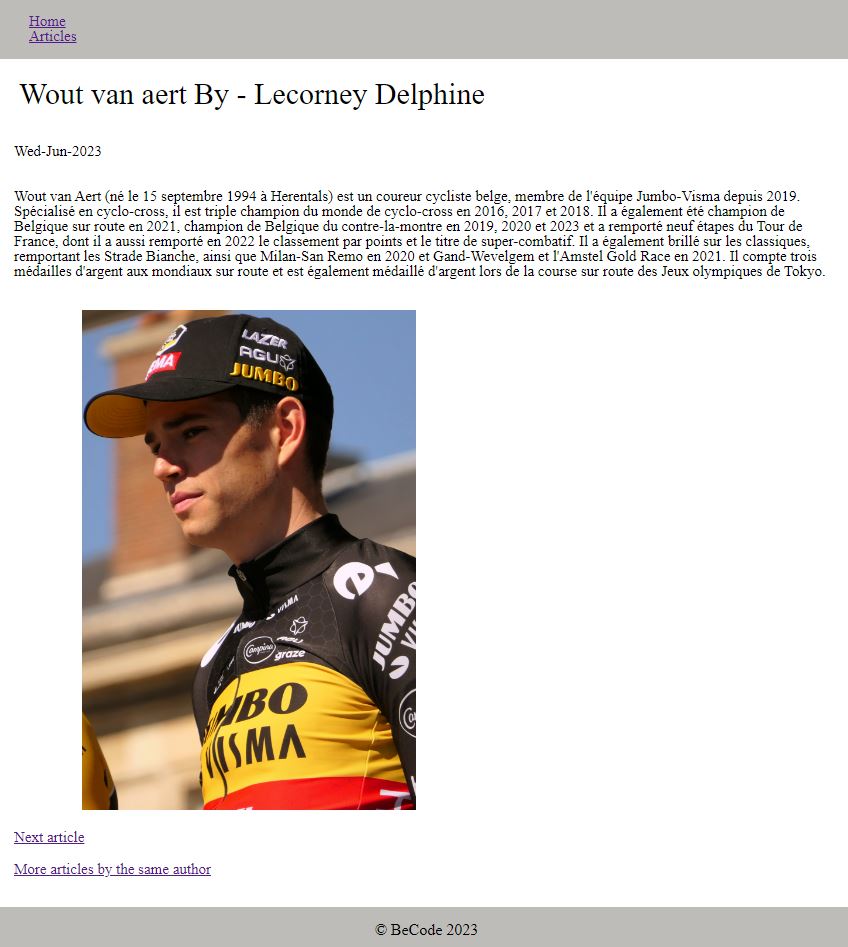 Home
Articles
Wout van aert By - Lecorney Delphine
Wed-Jun-2023
Wout van Aert (né le 15 septembre 1994 à Herentals) est un coureur cycliste belge, membre de l'équipe Jumbo-Visma depuis 2019.
Spécialisé en cyclo-cross, il est triple champion du monde de cyclo-cross en 2016, 2017 et 2018. Il a également été champion de
Belgique sur route en 2021, champion de Belgique du contre-la-montre en 2019, 2020 et 2023 et a remporté neuf étapes du Tour de
France, dont il a aussi remporté en 2022 le classement par points et le titre de super-combatif. Il a également brillé sur les classiques,
remportant les Strade Bianche, ainsi que Milan-San Remo en 2020 et Gand-Wevelgem et l'Amstel Gold Race en 2021. Il compte trois
médailles d'argent aux mondiaux sur route et est également médaillé d'argent lors de la course sur route des Jeux olympiques de Tokyo.
LAZER
AGU
JUMBO
VISMA
JUMBO
Campina
AGU
graze
JUMBO
VISMA
Next article
More articles by the same author
© BeCode 2023